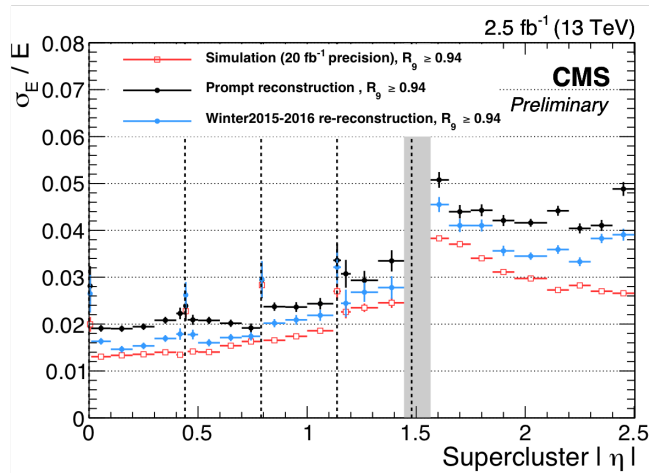 2.5 fb⁻¹ (13 TeV)
σ_E / E
0.08
0.07
0.06
0.05
0.04
0.03
0.02
0.01
0
Simulation (20 fb⁻¹ precision), R₉ ≥ 0.94
Prompt reconstruction , R₉ ≥ 0.94
Winter2015-2016 re-reconstruction, R₉ ≥ 0.94
CMS
Preliminary
0 0.5 1 1.5 2 2.5
Supercluster | η |